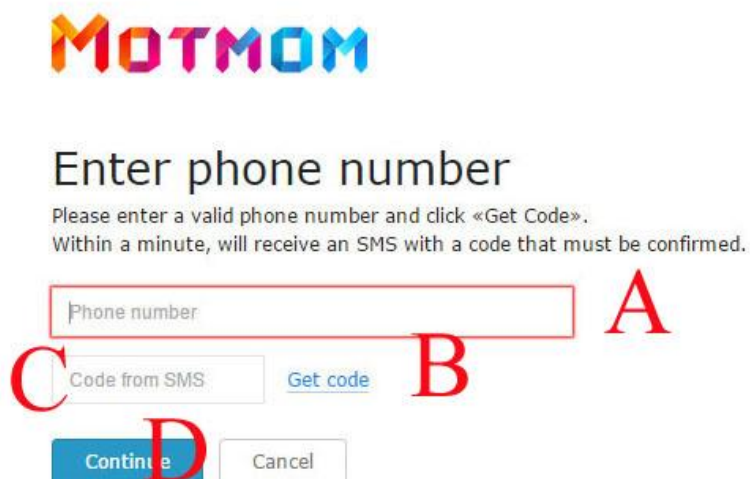 MOTMOM
Enter phone number
Please enter a valid phone number and click «Get Code».
Within a minute, will receive an SMS with a code that must be confirmed.
Phone number A
C Code from SMS Get code B
Continue D Cancel